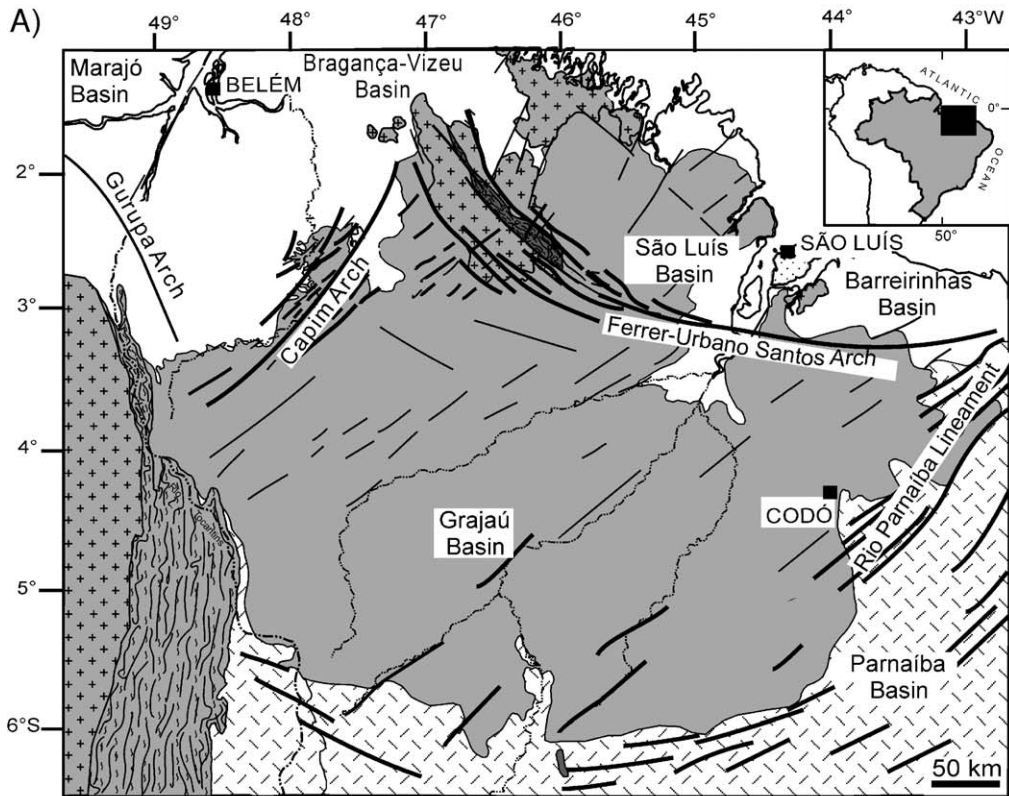 A)
49° 48° 47° 46° 45° 44° 43°W
Marajó
Basin
BELÉM
Bragança-Vizeu
Basin
ATLANTIC
OCEAN
0°
50°
2°
Gurupa Arch
São Luís
Basin
SÃO LUÍS
Barreirinhas
Basin
3°
Capim Arch
Ferrer-Urbano Santos Arch
4°
Rio Parnaíba Lineament
CODÓ
Grajaú
Basin
Rio
Tocantins
5°
Parnaíba
Basin
6°S
50 km